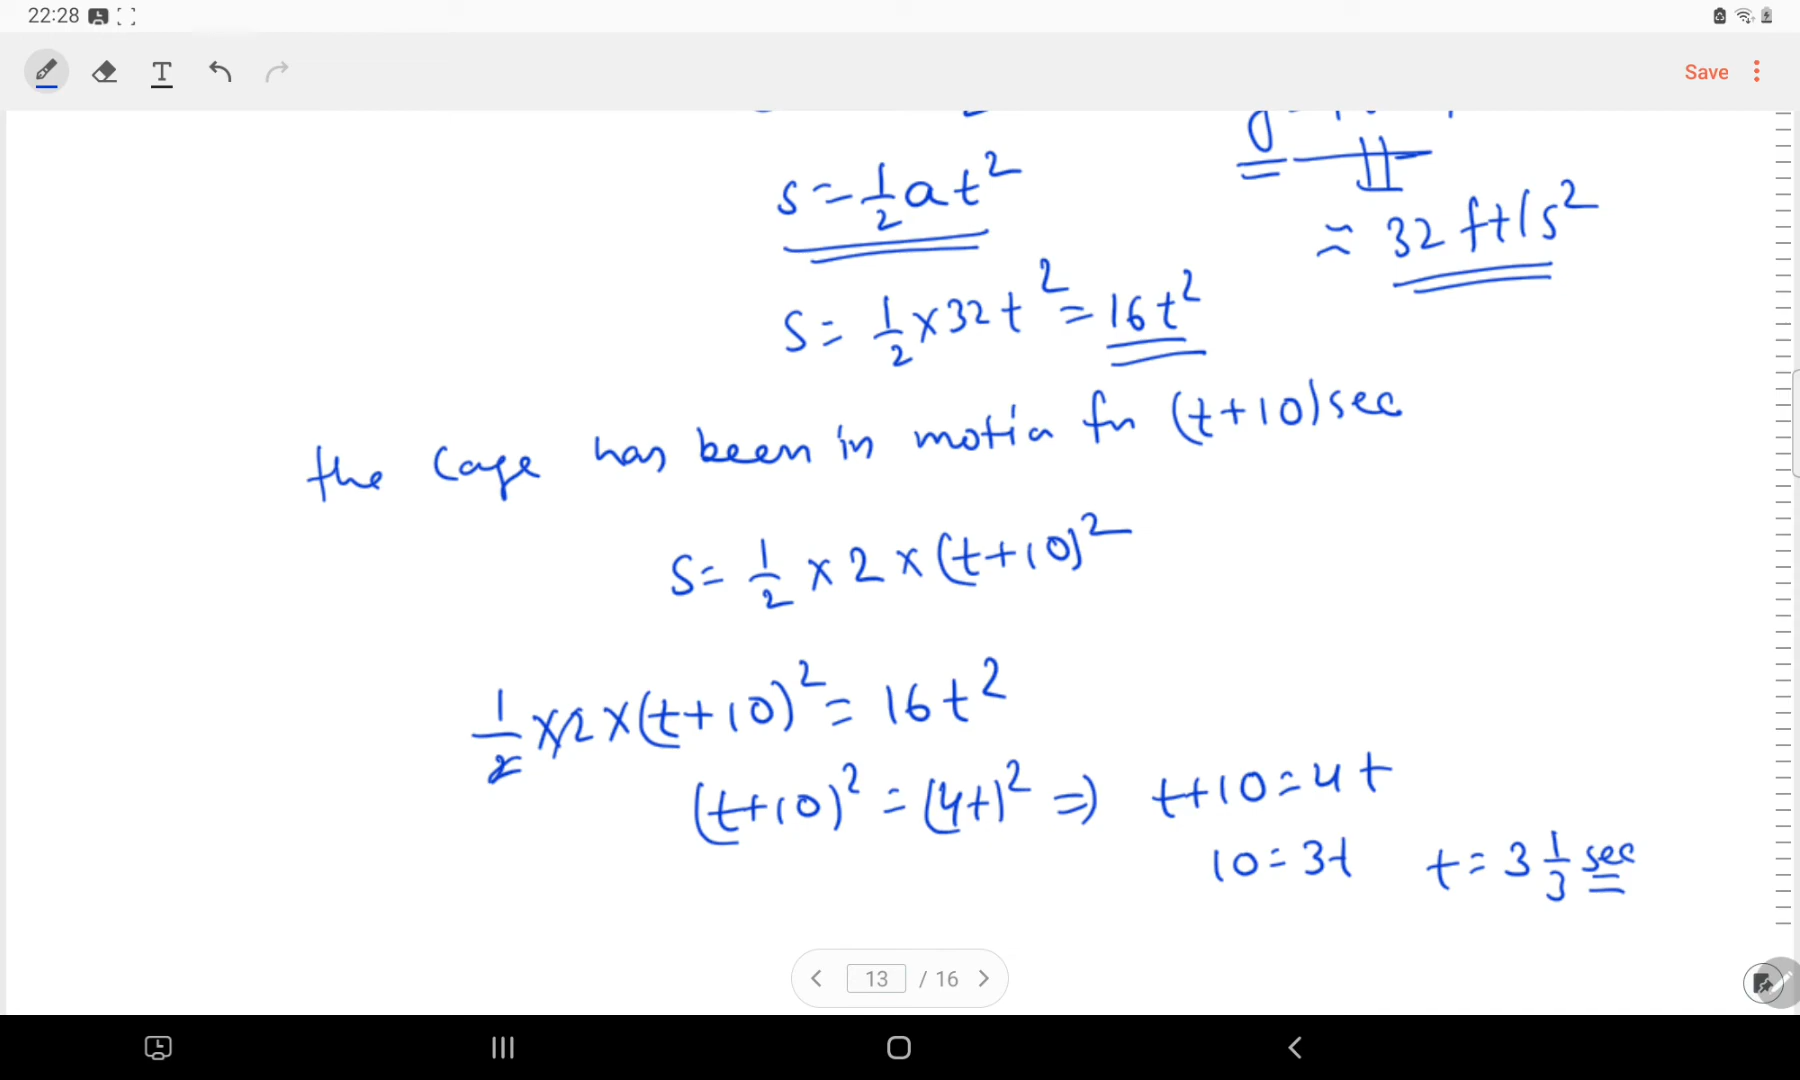 22:28
T
Save
s = 1/2 at²
≈ 32 ft/s²
S = 1/2 × 32 t² = 16t²
the cage has been in motion for (t+10) sec
S = 1/2 × 2 × (t+10)²
1/2 × 2 × (t+10)² = 16t²
(t+10)² = (4t)² ⇒ t+10 = 4t
10 = 3t t = 3 1/3 sec
13 / 16